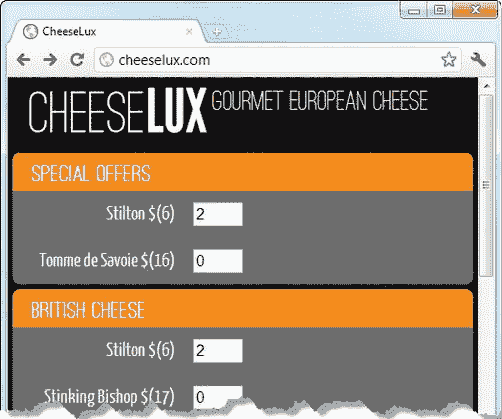 CheeseLux
cheeselux.com
CHEESELUX GOURMET EUROPEAN CHEESE
SPECIAL OFFERS
Stilton $(6) 2
Tomme de Savoie $(16) 0
BRITISH CHEESE
Stilton $(6) 2
Stinking Bishop $(17) 0